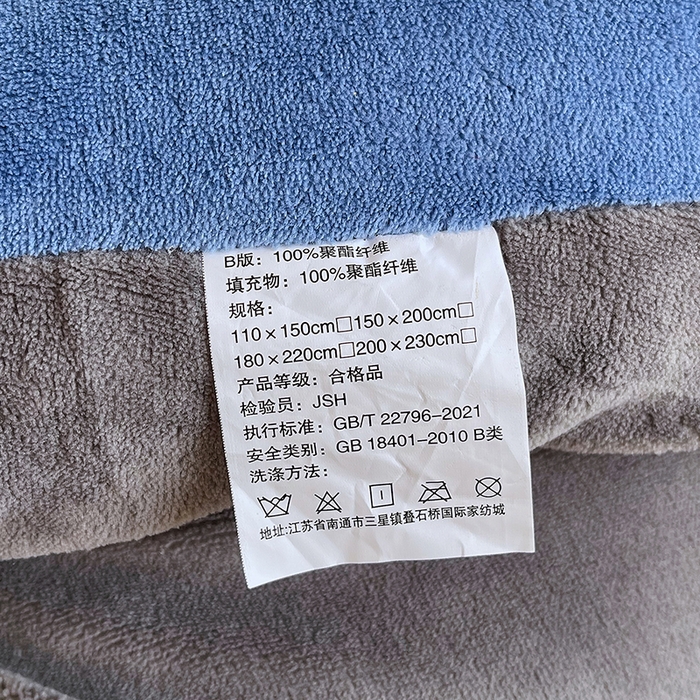 B版：100%聚酯纤维
填充物：100%聚酯纤维
规格：
110×150cm□150×200cm□
180×220cm□200×230cm□
产品等级：合格品
检验员：JSH
执行标准：GB/T 22796-2021
安全类别：GB 18401-2010 B类
洗涤方法：
地址:江苏省南通市三星镇叠石桥国际家纺城